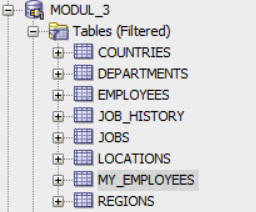 MODUL_3
Tables (Filtered)
COUNTRIES
DEPARTMENTS
EMPLOYEES
JOB_HISTORY
JOBS
LOCATIONS
MY_EMPLOYEES
REGIONS